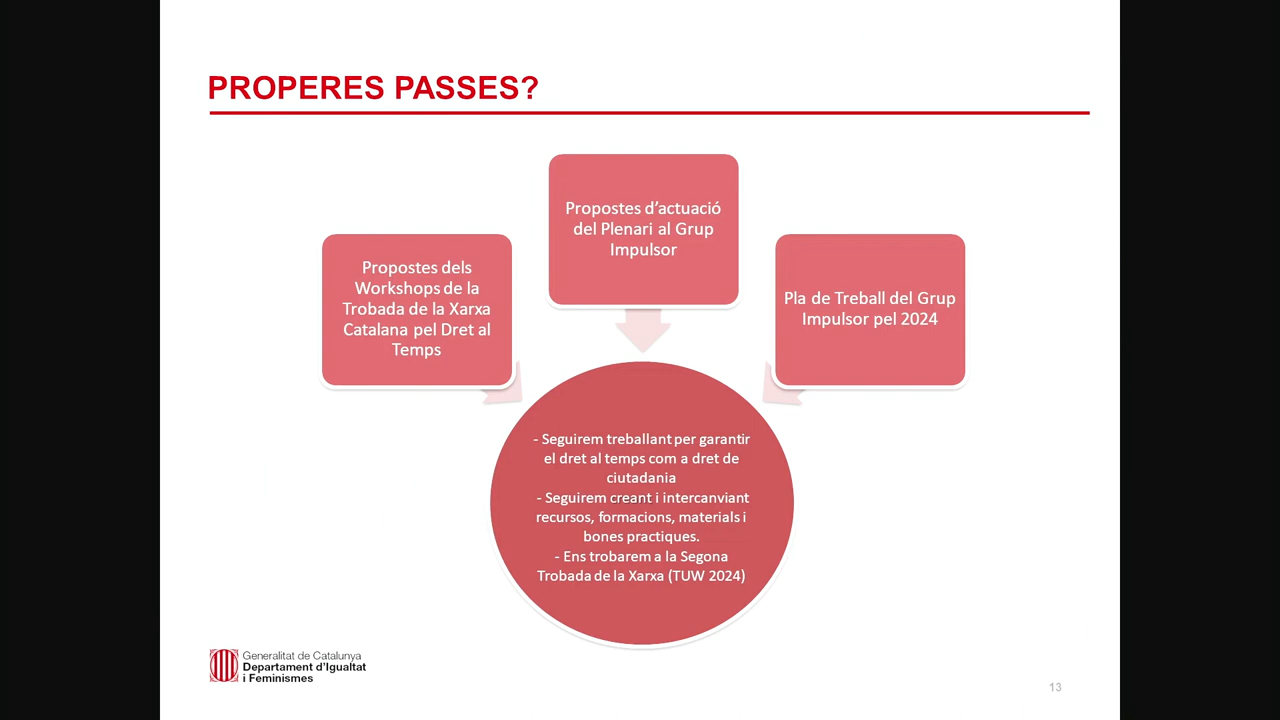 PROPERES PASSES?
Propostes dels
Workshops de la
Trobada de la Xarxa
Catalana pel Dret al
Temps
Propostes d’actuació
del Plenari al Grup
Impulsor
Pla de Treball del Grup
Impulsor pel 2024
- Seguirem treballant per garantir
el dret al temps com a dret de
ciutadania
- Seguirem creant i intercanviant
recursos, formacions, materials i
bones practiques.
- Ens trobarem a la Segona
Trobada de la Xarxa (TUW 2024)
Generalitat de Catalunya
Departament d’Igualtat
i Feminismes
13